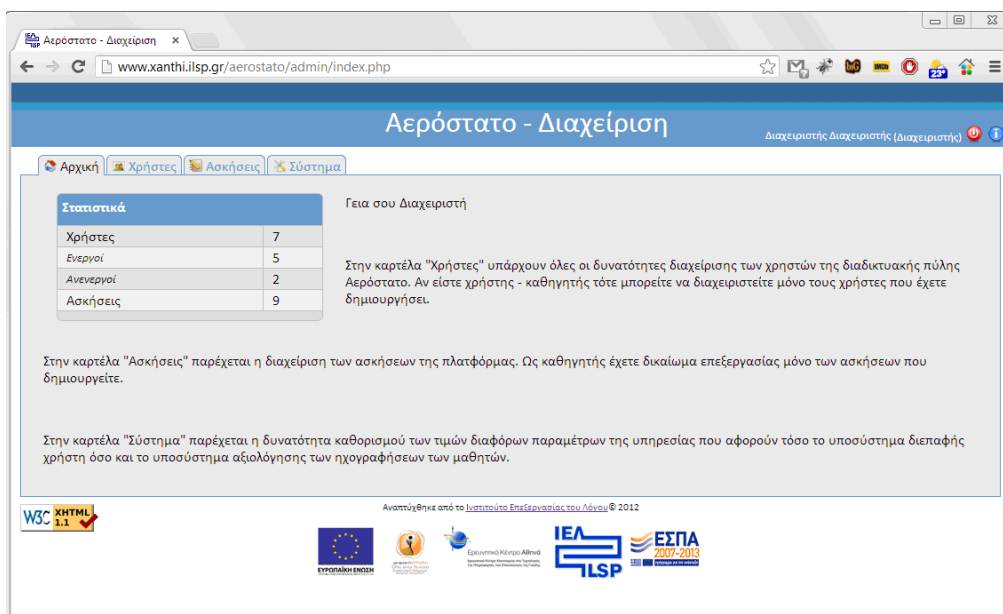 Αερόστατο - Διαχείριση
www.xanthi.ilsp.gr/aerostato/admin/index.php
23°
Αερόστατο - Διαχείριση
Διαχειριστής Διαχειριστής (Διαχειριστής)
Αρχική Χρήστες Ασκήσεις Σύστημα
Στατιστικά
Χρήστες 7
Ενεργοί 5
Ανενεργοί 2
Ασκήσεις 9
Γεια σου Διαχειριστή
Στην καρτέλα "Χρήστες" υπάρχουν όλες οι δυνατότητες διαχείρισης των χρηστών της διαδικτυακής πύλης
Αερόστατο. Αν είστε χρήστης - καθηγητής τότε μπορείτε να διαχειριστείτε μόνο τους χρήστες που έχετε
δημιουργήσει.
Στην καρτέλα "Ασκήσεις" παρέχεται η διαχείριση των ασκήσεων της πλατφόρμας. Ως καθηγητής έχετε δικαίωμα επεξεργασίας μόνο των ασκήσεων που
δημιουργείτε.
Στην καρτέλα "Σύστημα" παρέχεται η δυνατότητα καθορισμού των τιμών διαφόρων παραμέτρων της υπηρεσίας που αφορούν τόσο το υποσύστημα διεπαφής
χρήστη όσο και το υποσύστημα αξιολόγησης των ηχογραφήσεων των μαθητών.
W3C XHTML
1.1
Αναπτύχθηκε από το Ινστιτούτο Επεξεργασίας του Λόγου © 2012
ΕΥΡΩΠΑΪΚΗ ΕΝΩΣΗ
Ερευνητικό Κέντρο Αθηνά
ΙΕΛ
ILSP
ΕΣΠΑ
2007-2013